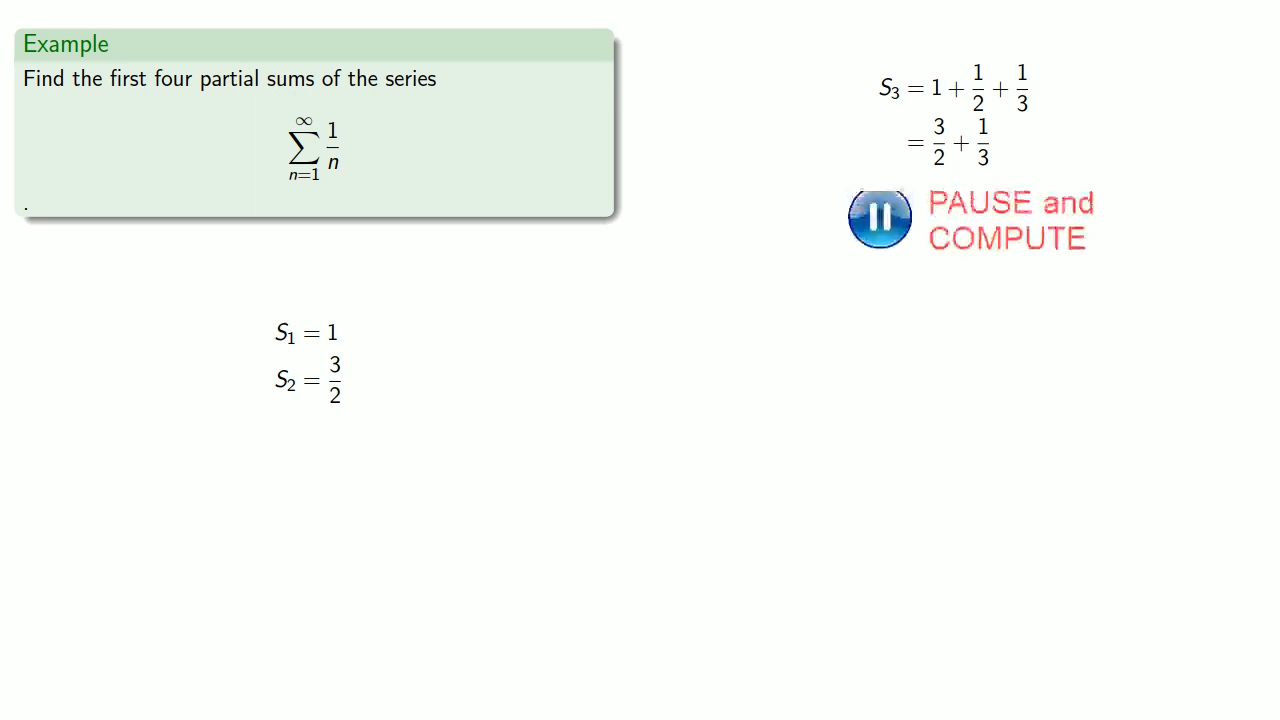 Example
Find the first four partial sums of the series
∑_{n=1}^{∞} 1/n
.
S₁ = 1
S₂ = 3/2
S₃ = 1 + 1/2 + 1/3
= 3/2 + 1/3
PAUSE and
COMPUTE